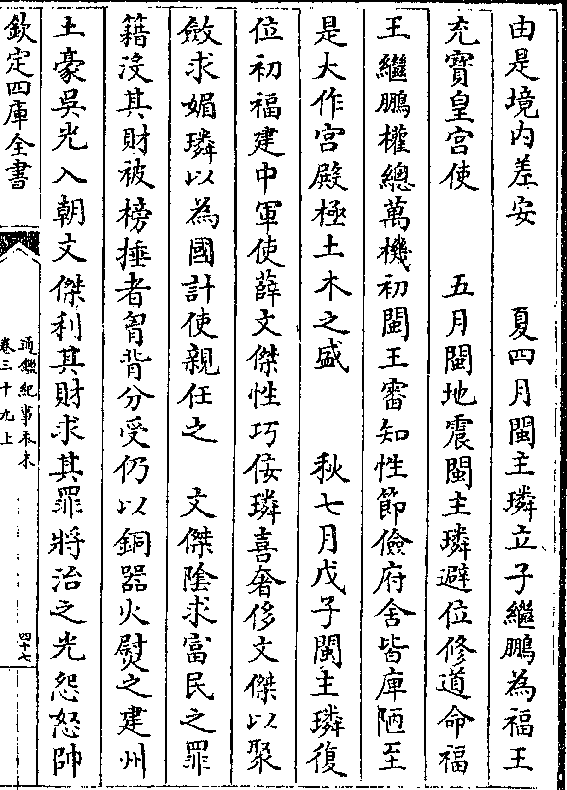 由是境内差安　　夏四月閩主璘立子繼鵬為福王
充寳皇宫使　　五月閩地震閩主璘避位修道命福
王繼鵬權總萬機初閩王審知性節儉府舍皆庳陋至
是大作宫殿極土木之盛　　秋七月戊子閩主璘復
位初福建中軍使薛文傑性巧佞璘喜奢侈文傑以聚
斂求媚璘以為國計使親任之　文傑隂求富民之罪
籍沒其財被榜捶者胷背分受仍以銅器火熨之建州
土豪吳光入朝文傑利其財求其罪將治之光怨怒帥
欽定四庫全書
通鑑紀事本末
卷三十九上
四十七